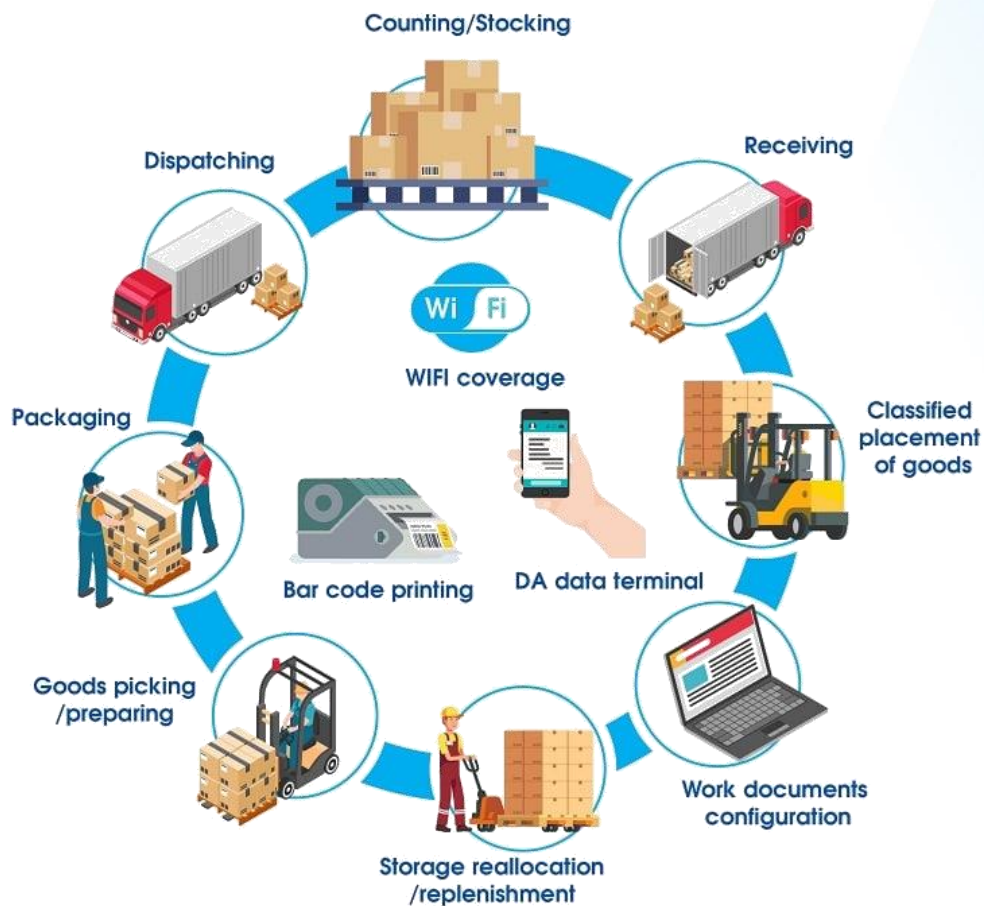 Counting/Stocking
Dispatching
Receiving
Wi Fi
WIFI coverage
Packaging
Classified
placement
of goods
Bar code printing
DA data terminal
Goods picking
/preparing
Work documents
configuration
Storage reallocation
/replenishment